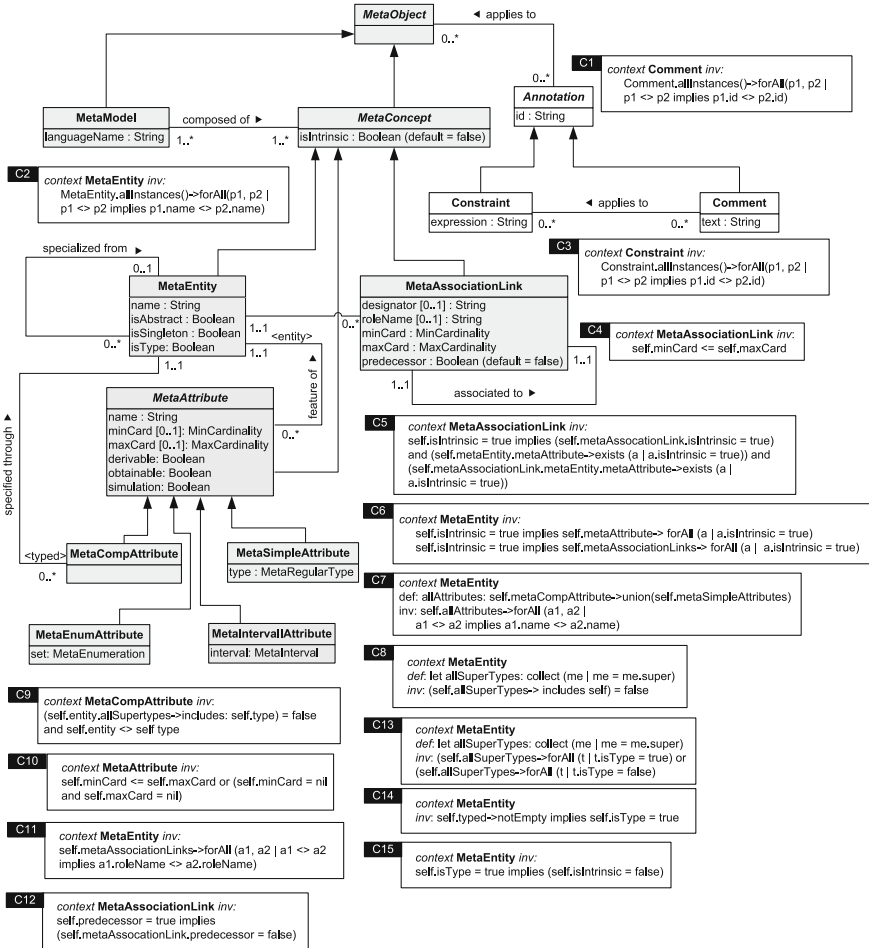 MetaObject
◄ applies to
0..*
0..*
C1
context Comment inv:
Comment.allInstances()->forAll(p1, p2 |
p1 <> p2 implies p1.id <> p2.id)
Annotation
id : String
MetaModel
languageName : String
composed of ►
1..*
1..*
MetaConcept
isIntrinsic : Boolean (default = false)
C2
context MetaEntity inv:
MetaEntity.allInstances()->forAll(p1, p2 |
p1 <> p2 implies p1.name <> p2.name)
Constraint
expression : String
◄ applies to
0..*
0..*
Comment
text : String
C3
context Constraint inv:
Constraint.allInstances()->forAll(p1, p2 |
p1 <> p2 implies p1.id <> p2.id)
specialized from ►
0..1
0..*
MetaEntity
name : String
isAbstract : Boolean
isSingleton : Boolean
isType: Boolean
1..1
0..*
<entity>
1..1
1..1
MetaAssociationLink
designator [0..1] : String
roleName [0..1] : String
minCard : MinCardinality
maxCard : MaxCardinality
predecessor : Boolean (default = false)
1..1
1..1
associated to ►
C4
context MetaAssociationLink inv:
self.minCard <= self.maxCard
feature of ►
0..*
MetaAttribute
name : String
minCard [0..1]: MinCardinality
maxCard [0..1]: MaxCardinality
derivable: Boolean
obtainable: Boolean
simulation: Boolean
specified through ►
<typed>
0..*
C5
context MetaAssociationLink inv:
self.isIntrinsic = true implies (self.metaAssocationLink.isIntrinsic = true)
and (self.metaEntity.metaAttribute->exists (a | a.isIntrinsic = true)) and
(self.metaAssociationLink.metaEntity.metaAttribute->exists (a |
a.isIntrinsic = true))
C6
context MetaEntity inv:
self.isIntrinsic = true implies self.metaAttribute-> forAll (a | a.isIntrinsic = true)
self.isIntrinsic = true implies self.metaAssociationLinks-> forAll (a | a.isIntrinsic = true)
MetaCompAttribute
MetaSimpleAttribute
type : MetaRegularType
C7
context MetaEntity
def: allAttributes: self.metaCompAttribute->union(self.metaSimpleAttributes)
inv: self.allAttributes->forAll (a1, a2 |
a1 <> a2 implies a1.name <> a2.name)
MetaEnumAttribute
set: MetaEnumeration
MetaIntervallAttribute
interval: MetaInterval
C8
context MetaEntity
def: let allSuperTypes: collect (me | me = me.super)
inv: (self.allSuperTypes-> includes self) = false
C9
context MetaCompAttribute inv:
(self.entity.allSupertypes->includes: self.type) = false
and self.entity <> self type
C13
context MetaEntity
def: let allSuperTypes: collect (me | me = me.super)
inv: (self.allSuperTypes->forAll (t | t.isType = true) or
(self.allSuperTypes->forAll (t | t.isType = false)
C10
context MetaAttribute inv:
self.minCard <= self.maxCard or (self.minCard = nil
and self.maxCard = nil)
C14
context MetaEntity
inv: self.typed->notEmpty implies self.isType = true
C11
context MetaEntity inv:
self.metaAssociationLinks->forAll (a1, a2 | a1 <> a2
implies a1.roleName <> a2.roleName)
C15
context MetaEntity inv:
self.isType = true implies (self.isIntrinsic = false)
C12
context MetaAssociationLink inv:
self.predecessor = true implies
(self.metaAssocationLink.predecessor = false)